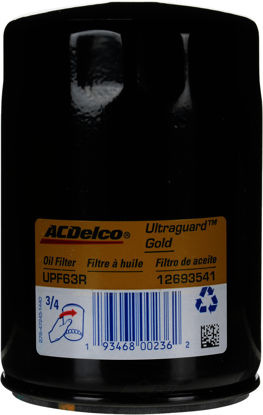 ACDelco® Ultraguard™
Gold
Oil Filter Filtre à huile Filtro de aceite
UPF63R 12693541
3/4
1 93468 00236 2